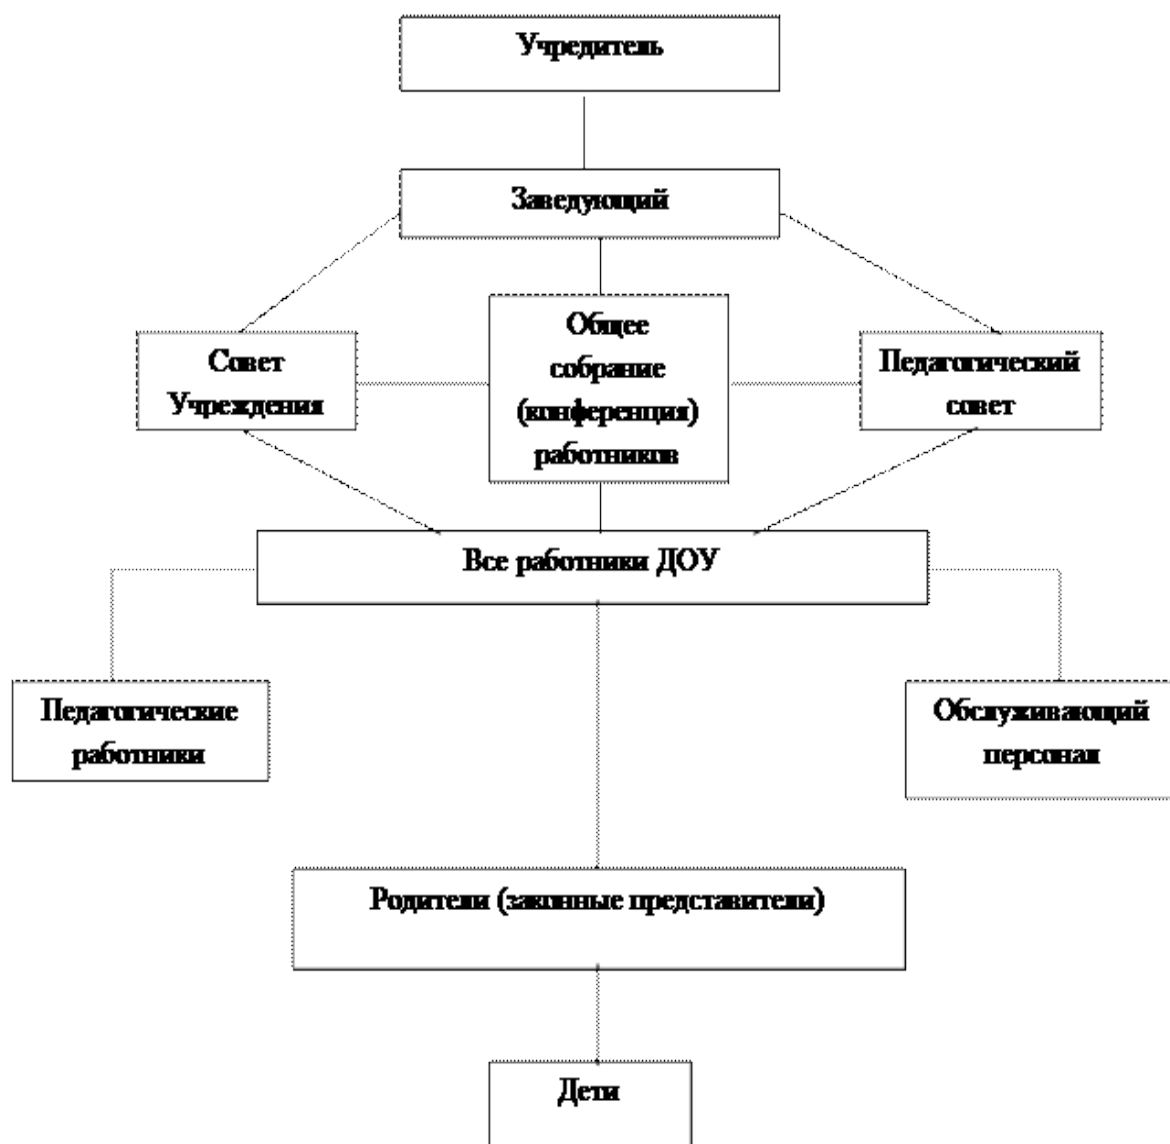 Учредитель
Заведующий
Общее
собрание
(конференция)
работников
Совет
Учреждения
Педагогический
совет
Все работники ДОУ
Педагогические
работники
Обслуживающий
персонал
Родители (законные представители)
Дети